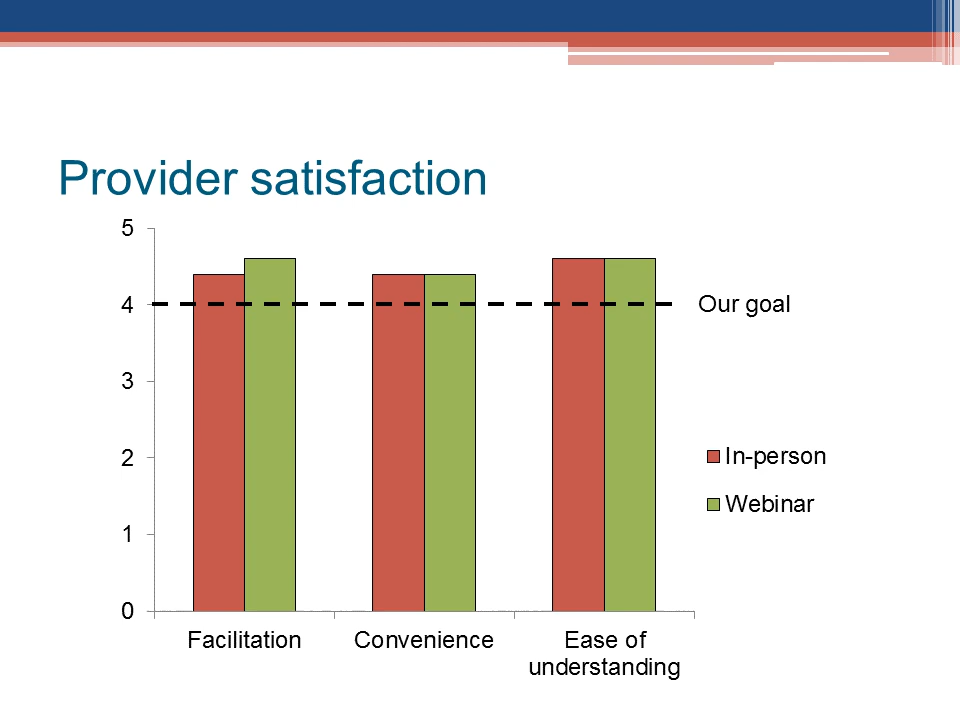 Provider satisfaction
5
4
Our goal
3
2
In-person
Webinar
1
0
Facilitation
Convenience
Ease of
understanding